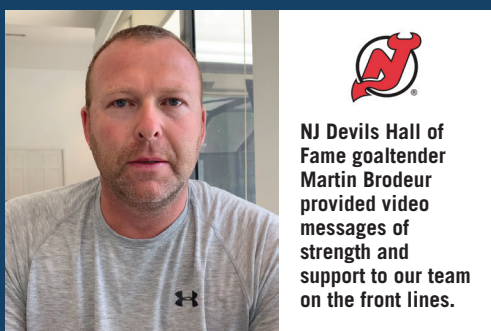 NJ
®
NJ Devils Hall of
Fame goaltender
Martin Brodeur
provided video
messages of
strength and
support to our team
on the front lines.